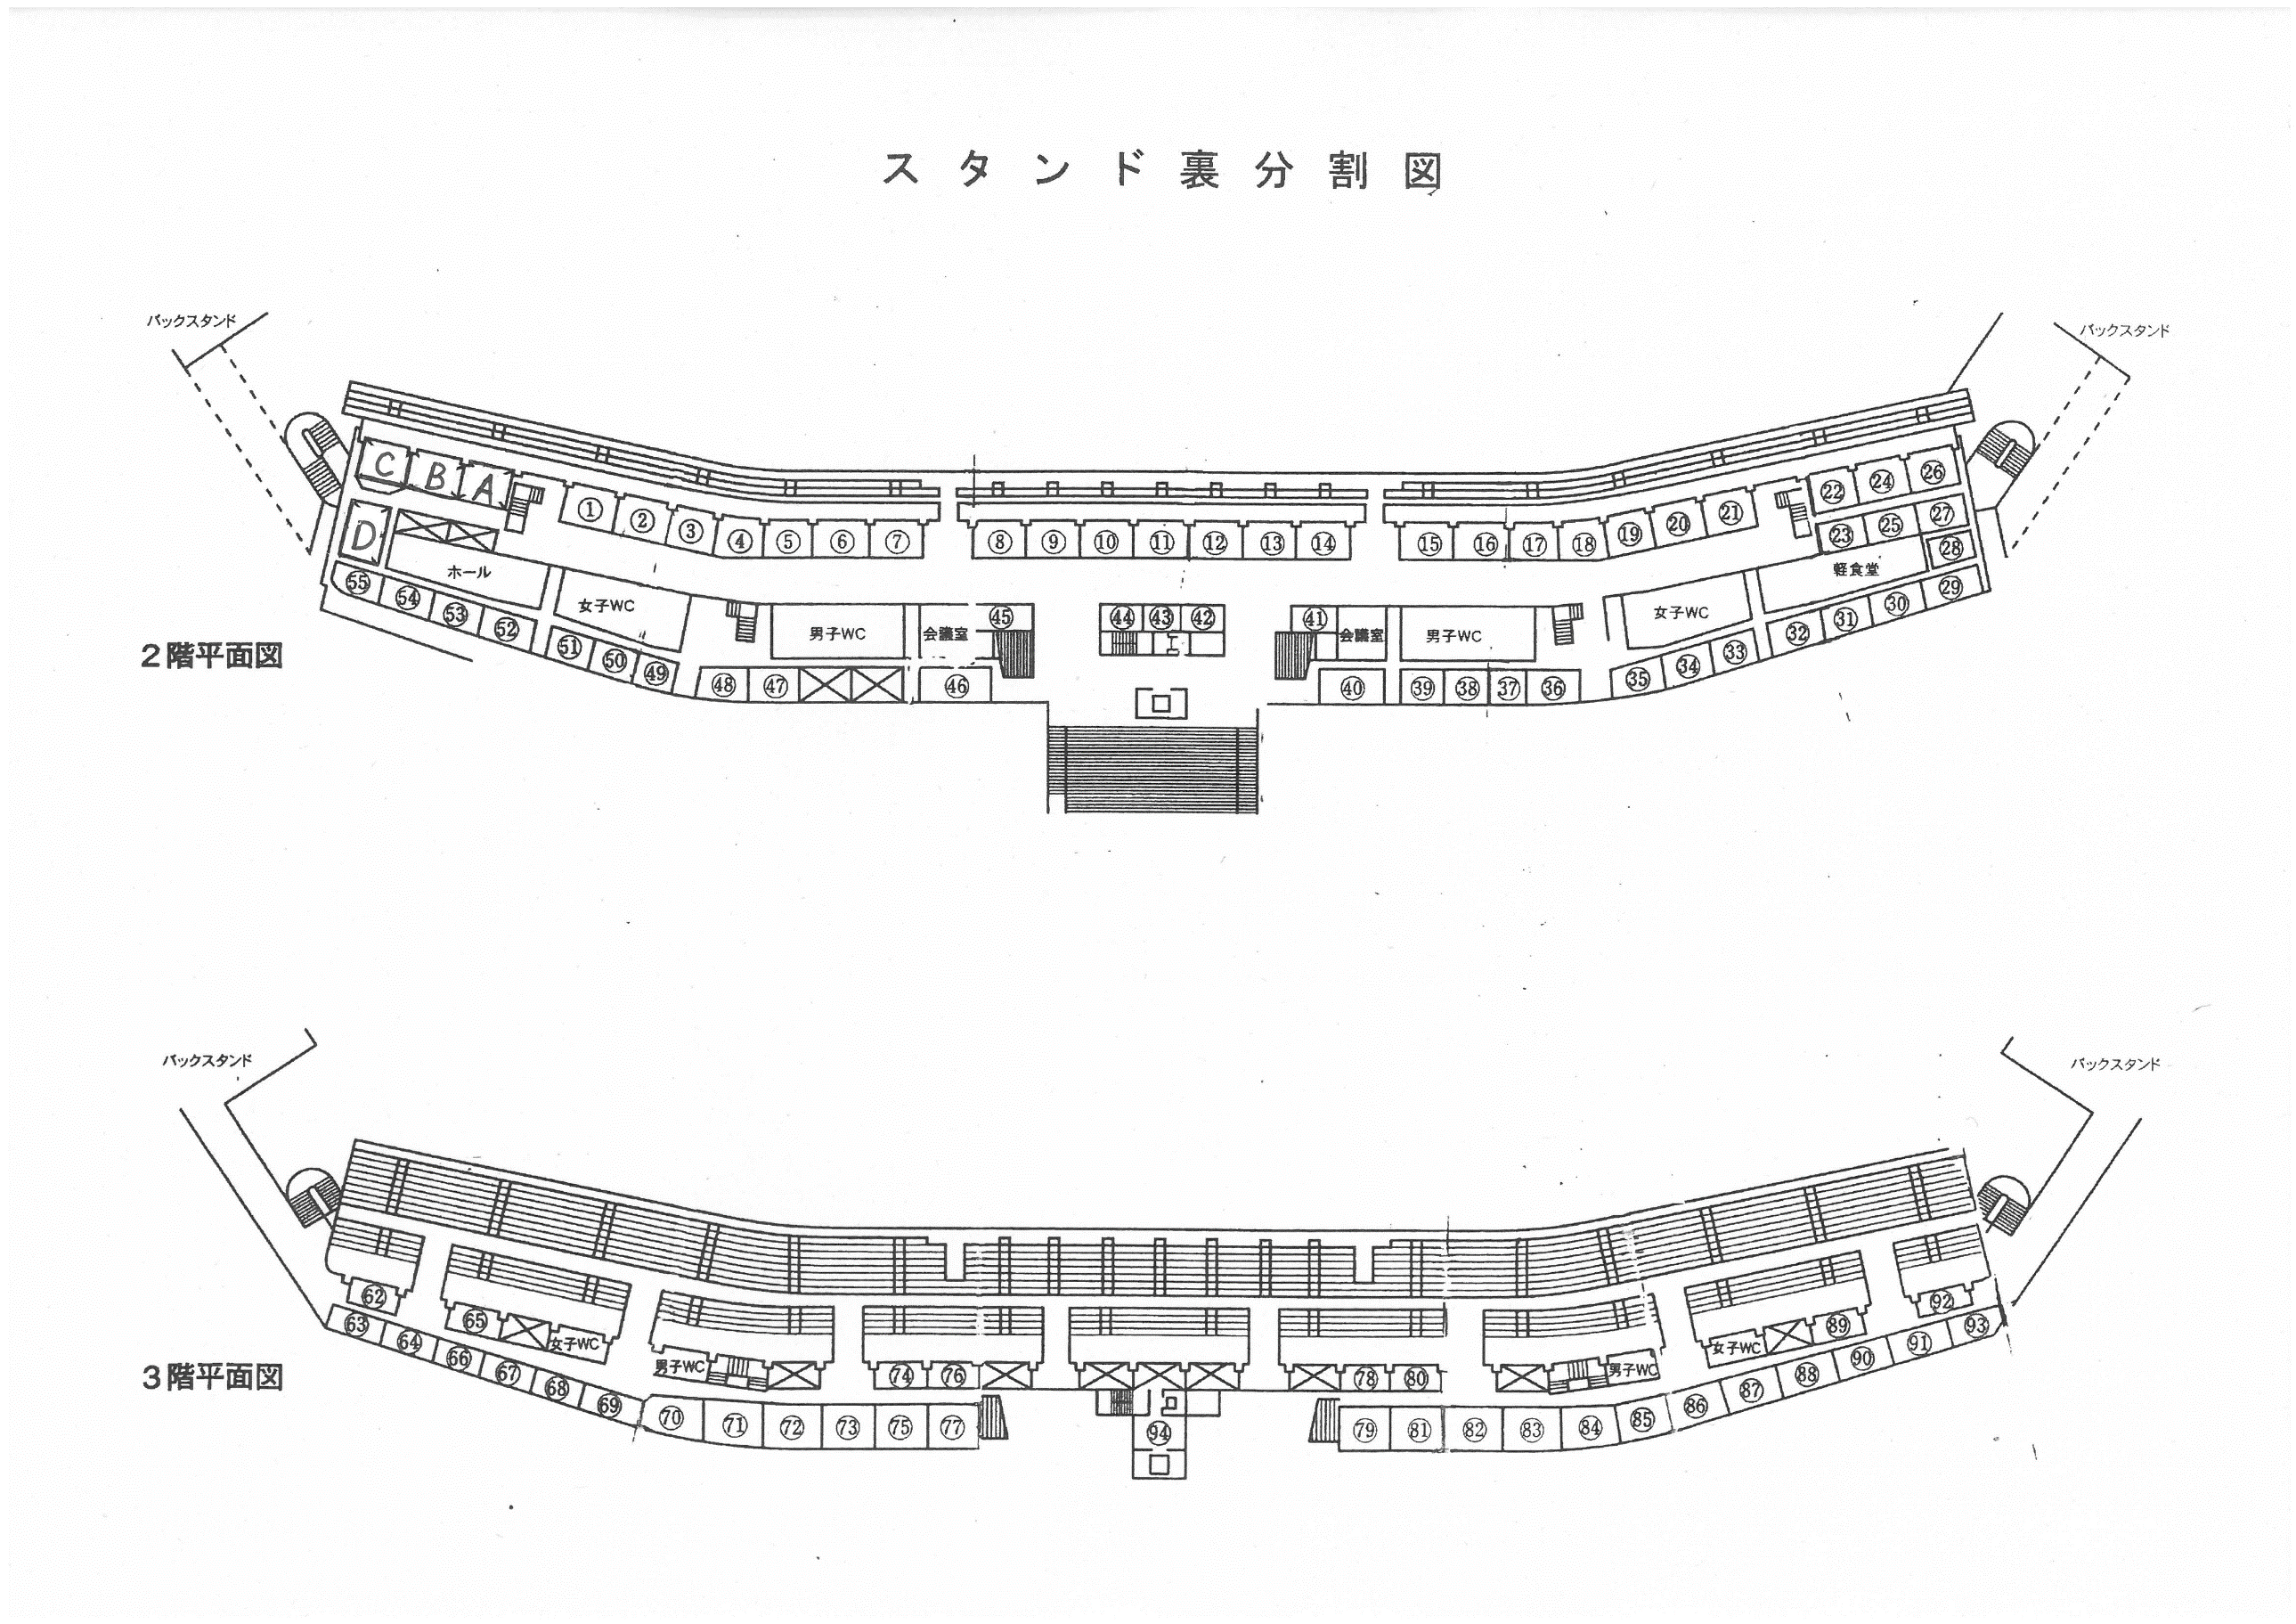 スタンド裏分割図
バックスタンド
バックスタンド
C B A
① ② ③ ④ ⑤ ⑥ ⑦ ⑧ ⑨ ⑩ ⑪ ⑫ ⑬ ⑭ ⑮ ⑯ ⑰ ⑱ ⑲ ⑳ ㉑ ㉒ ㉔ ㉖
D
㉓ ㉕ ㉗
㉘
ホール
軽食堂
女子WC
男子WC
会議室
㊺ ㊹ ㊸ ㊷ ㊶
会議室
男子WC
女子WC
55 54 53 52 51 ㊿ ㊾ ㊽ ㊼ ㊻ ㊵ ㊴ ㊳ ㊲ ㊱ ㉟ ㉞ ㉝ ㉜ ㉛ ㉚ ㉙
2階平面図
バックスタンド
バックスタンド
62
65 女子WC
男子WC
74 76
78 80
男子WC
女子WC 89
92
63 64 66 67 68 69 70 71 72 73 75 77
94
79 81 82 83 84 85 86 87 88 90 91 93
3階平面図